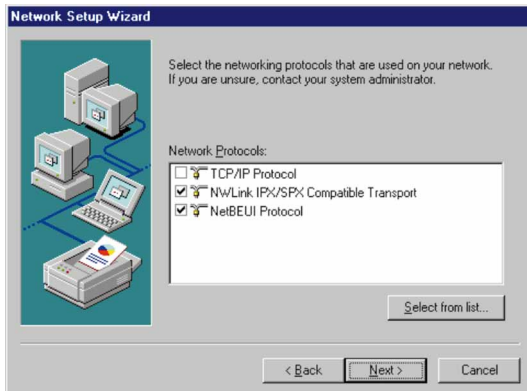 Network Setup Wizard
Select the networking protocols that are used on your network.
If you are unsure, contact your system administrator.
Network Protocols:
TCP/IP Protocol
NWLink IPX/SPX Compatible Transport
NetBEUI Protocol
Select from list...
< Back
Next >
Cancel